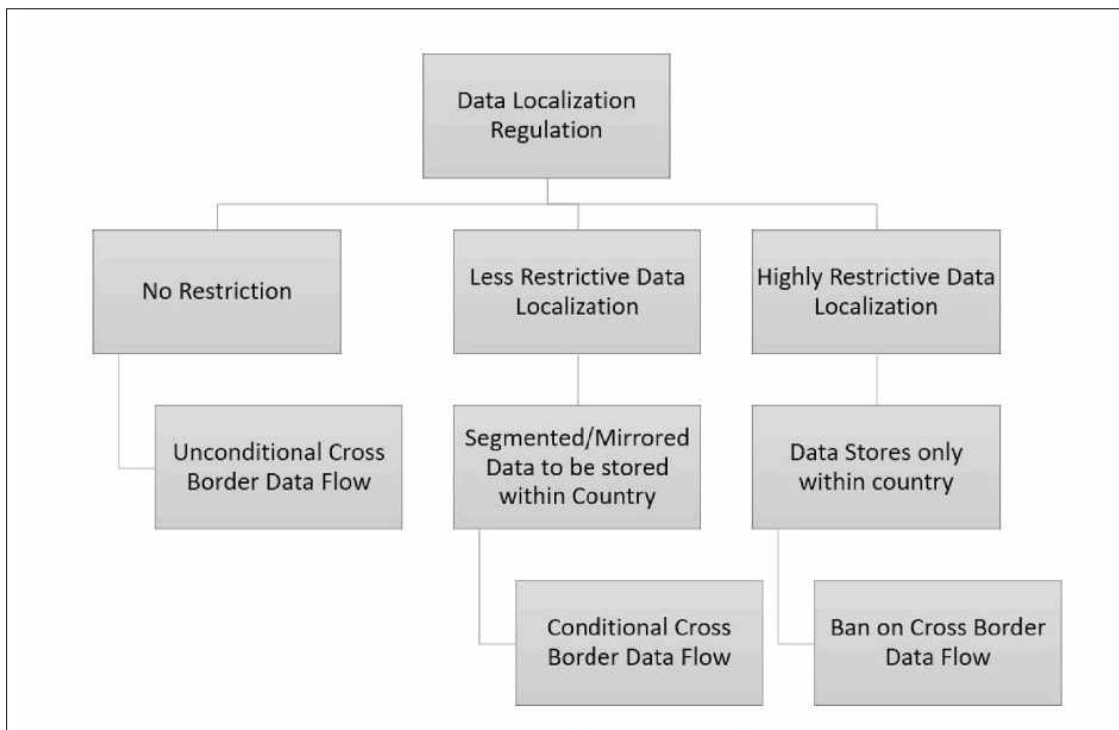 Data Localization
Regulation
No Restriction
Less Restrictive Data
Localization
Highly Restrictive Data
Localization
Unconditional Cross
Border Data Flow
Segmented/Mirrored
Data to be stored
within Country
Data Stores only
within country
Conditional Cross
Border Data Flow
Ban on Cross Border
Data Flow